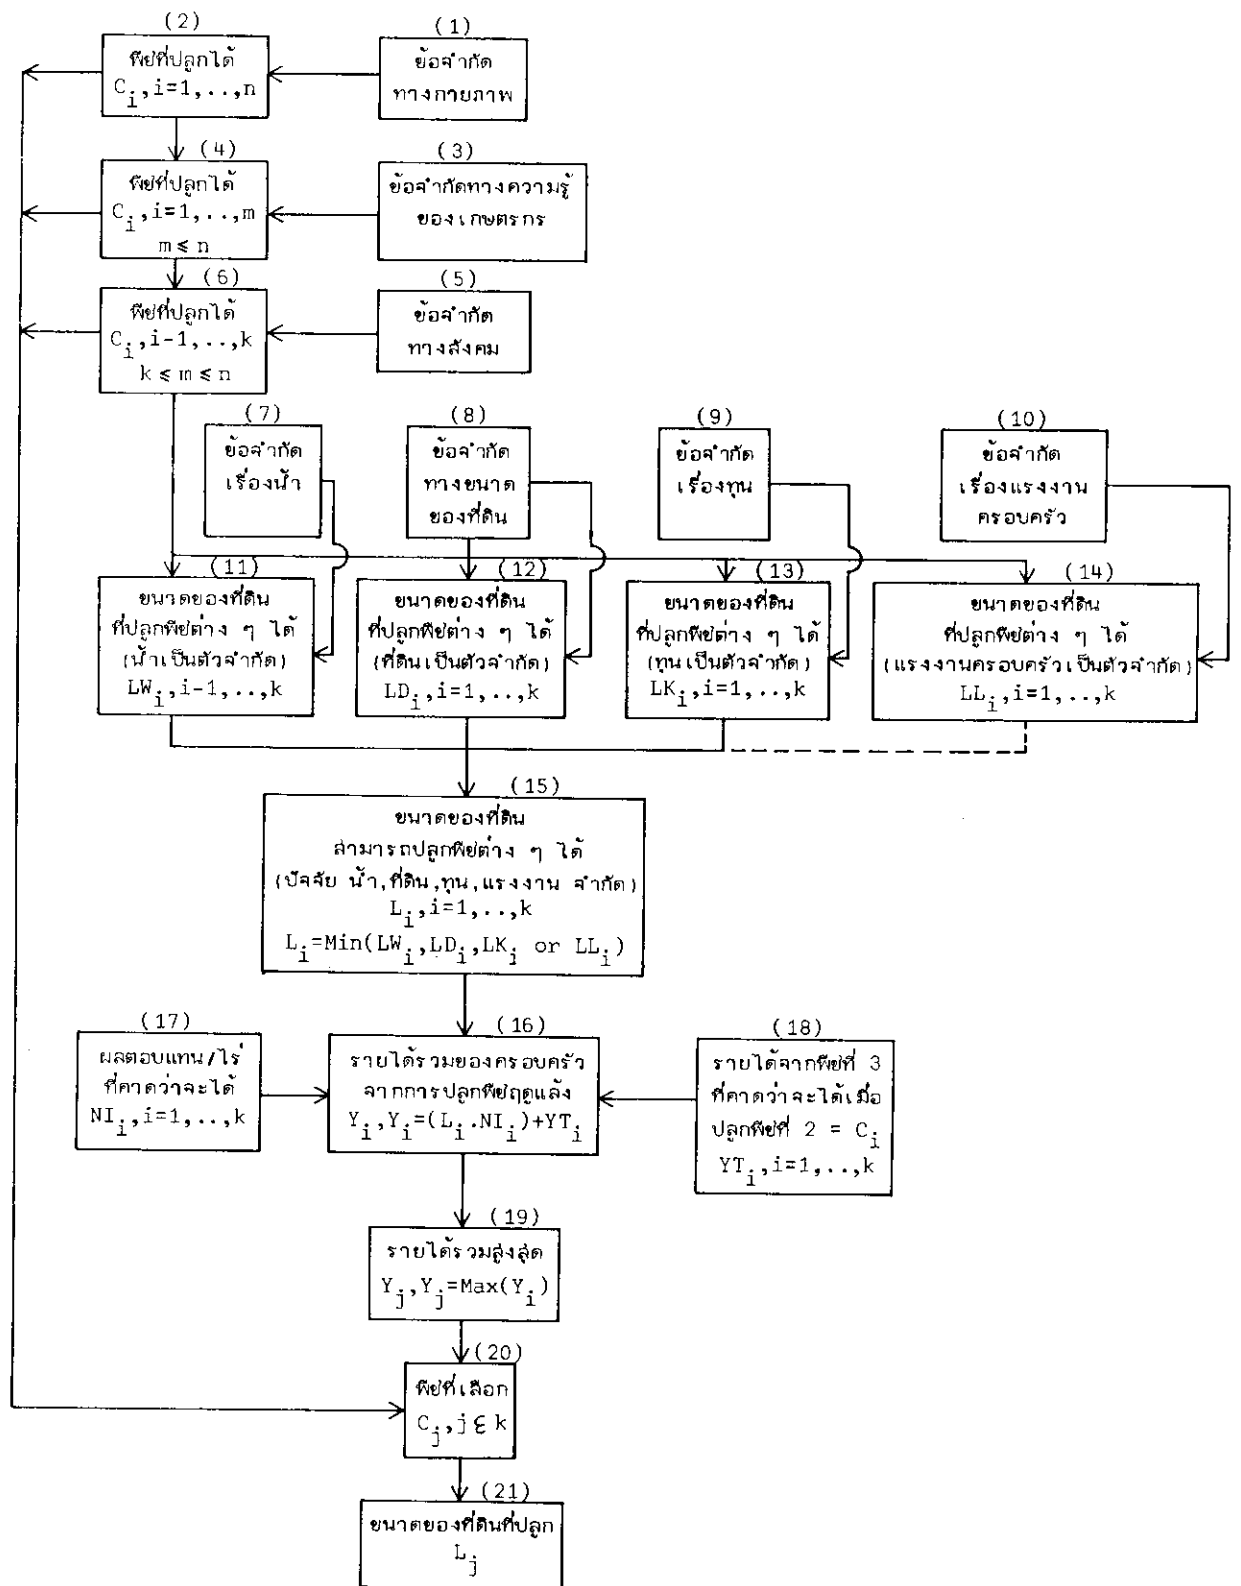 (2)
พืชที่ปลูกได้
C_i,i=1,..,n
(1)
ข้อจำกัด
ทางกายภาพ
(4)
พืชที่ปลูกได้
C_i,i=1,..,m
m ≤ n
(3)
ข้อจำกัดทางความรู้
ของเกษตรกร
(6)
พืชที่ปลูกได้
C_i,i-1,..,k
k ≤ m ≤ n
(5)
ข้อจำกัด
ทางสังคม
(7)
ข้อจำกัด
เรื่องน้ำ
(8)
ข้อจำกัด
ทางขนาด
ของที่ดิน
(9)
ข้อจำกัด
เรื่องทุน
(10)
ข้อจำกัด
เรื่องแรงงาน
ครอบครัว
(11)
ขนาดของที่ดิน
ที่ปลูกพืชต่าง ๆ ได้
(น้ำเป็นตัวจำกัด)
LW_i,i-1,..,k
(12)
ขนาดของที่ดิน
ที่ปลูกพืชต่าง ๆ ได้
(ที่ดินเป็นตัวจำกัด)
LD_i,i=1,..,k
(13)
ขนาดของที่ดิน
ที่ปลูกพืชต่าง ๆ ได้
(ทุนเป็นตัวจำกัด)
LK_i,i=1,..,k
(14)
ขนาดของที่ดิน
ที่ปลูกพืชต่าง ๆ ได้
(แรงงานครอบครัวเป็นตัวจำกัด)
LL_i,i=1,..,k
(15)
ขนาดของที่ดิน
สามารถปลูกพืชต่าง ๆ ได้
(ปัจจัย น้ำ,ที่ดิน,ทุน,แรงงาน จำกัด)
L_i,i=1,..,k
L_i=Min(LW_i,LD_i,LK_i or LL_i)
(17)
ผลตอบแทน/ไร่
ที่คาดว่าจะได้
NI_i,i=1,..,k
(16)
รายได้รวมของครอบครัว
จากการปลูกพืชฤดูแล้ง
Y_i,Y_i=(L_i.NI_i)+YT_i
(18)
รายได้จากพืชที่ 3
ที่คาดว่าจะได้เมื่อ
ปลูกพืชที่ 2 = C_i
YT_i,i=1,..,k
(19)
รายได้รวมสูงสุด
Y_j,Y_j=Max(Y_i)
(20)
พืชที่เลือก
C_j,j ε k
(21)
ขนาดของที่ดินที่ปลูก
L_j